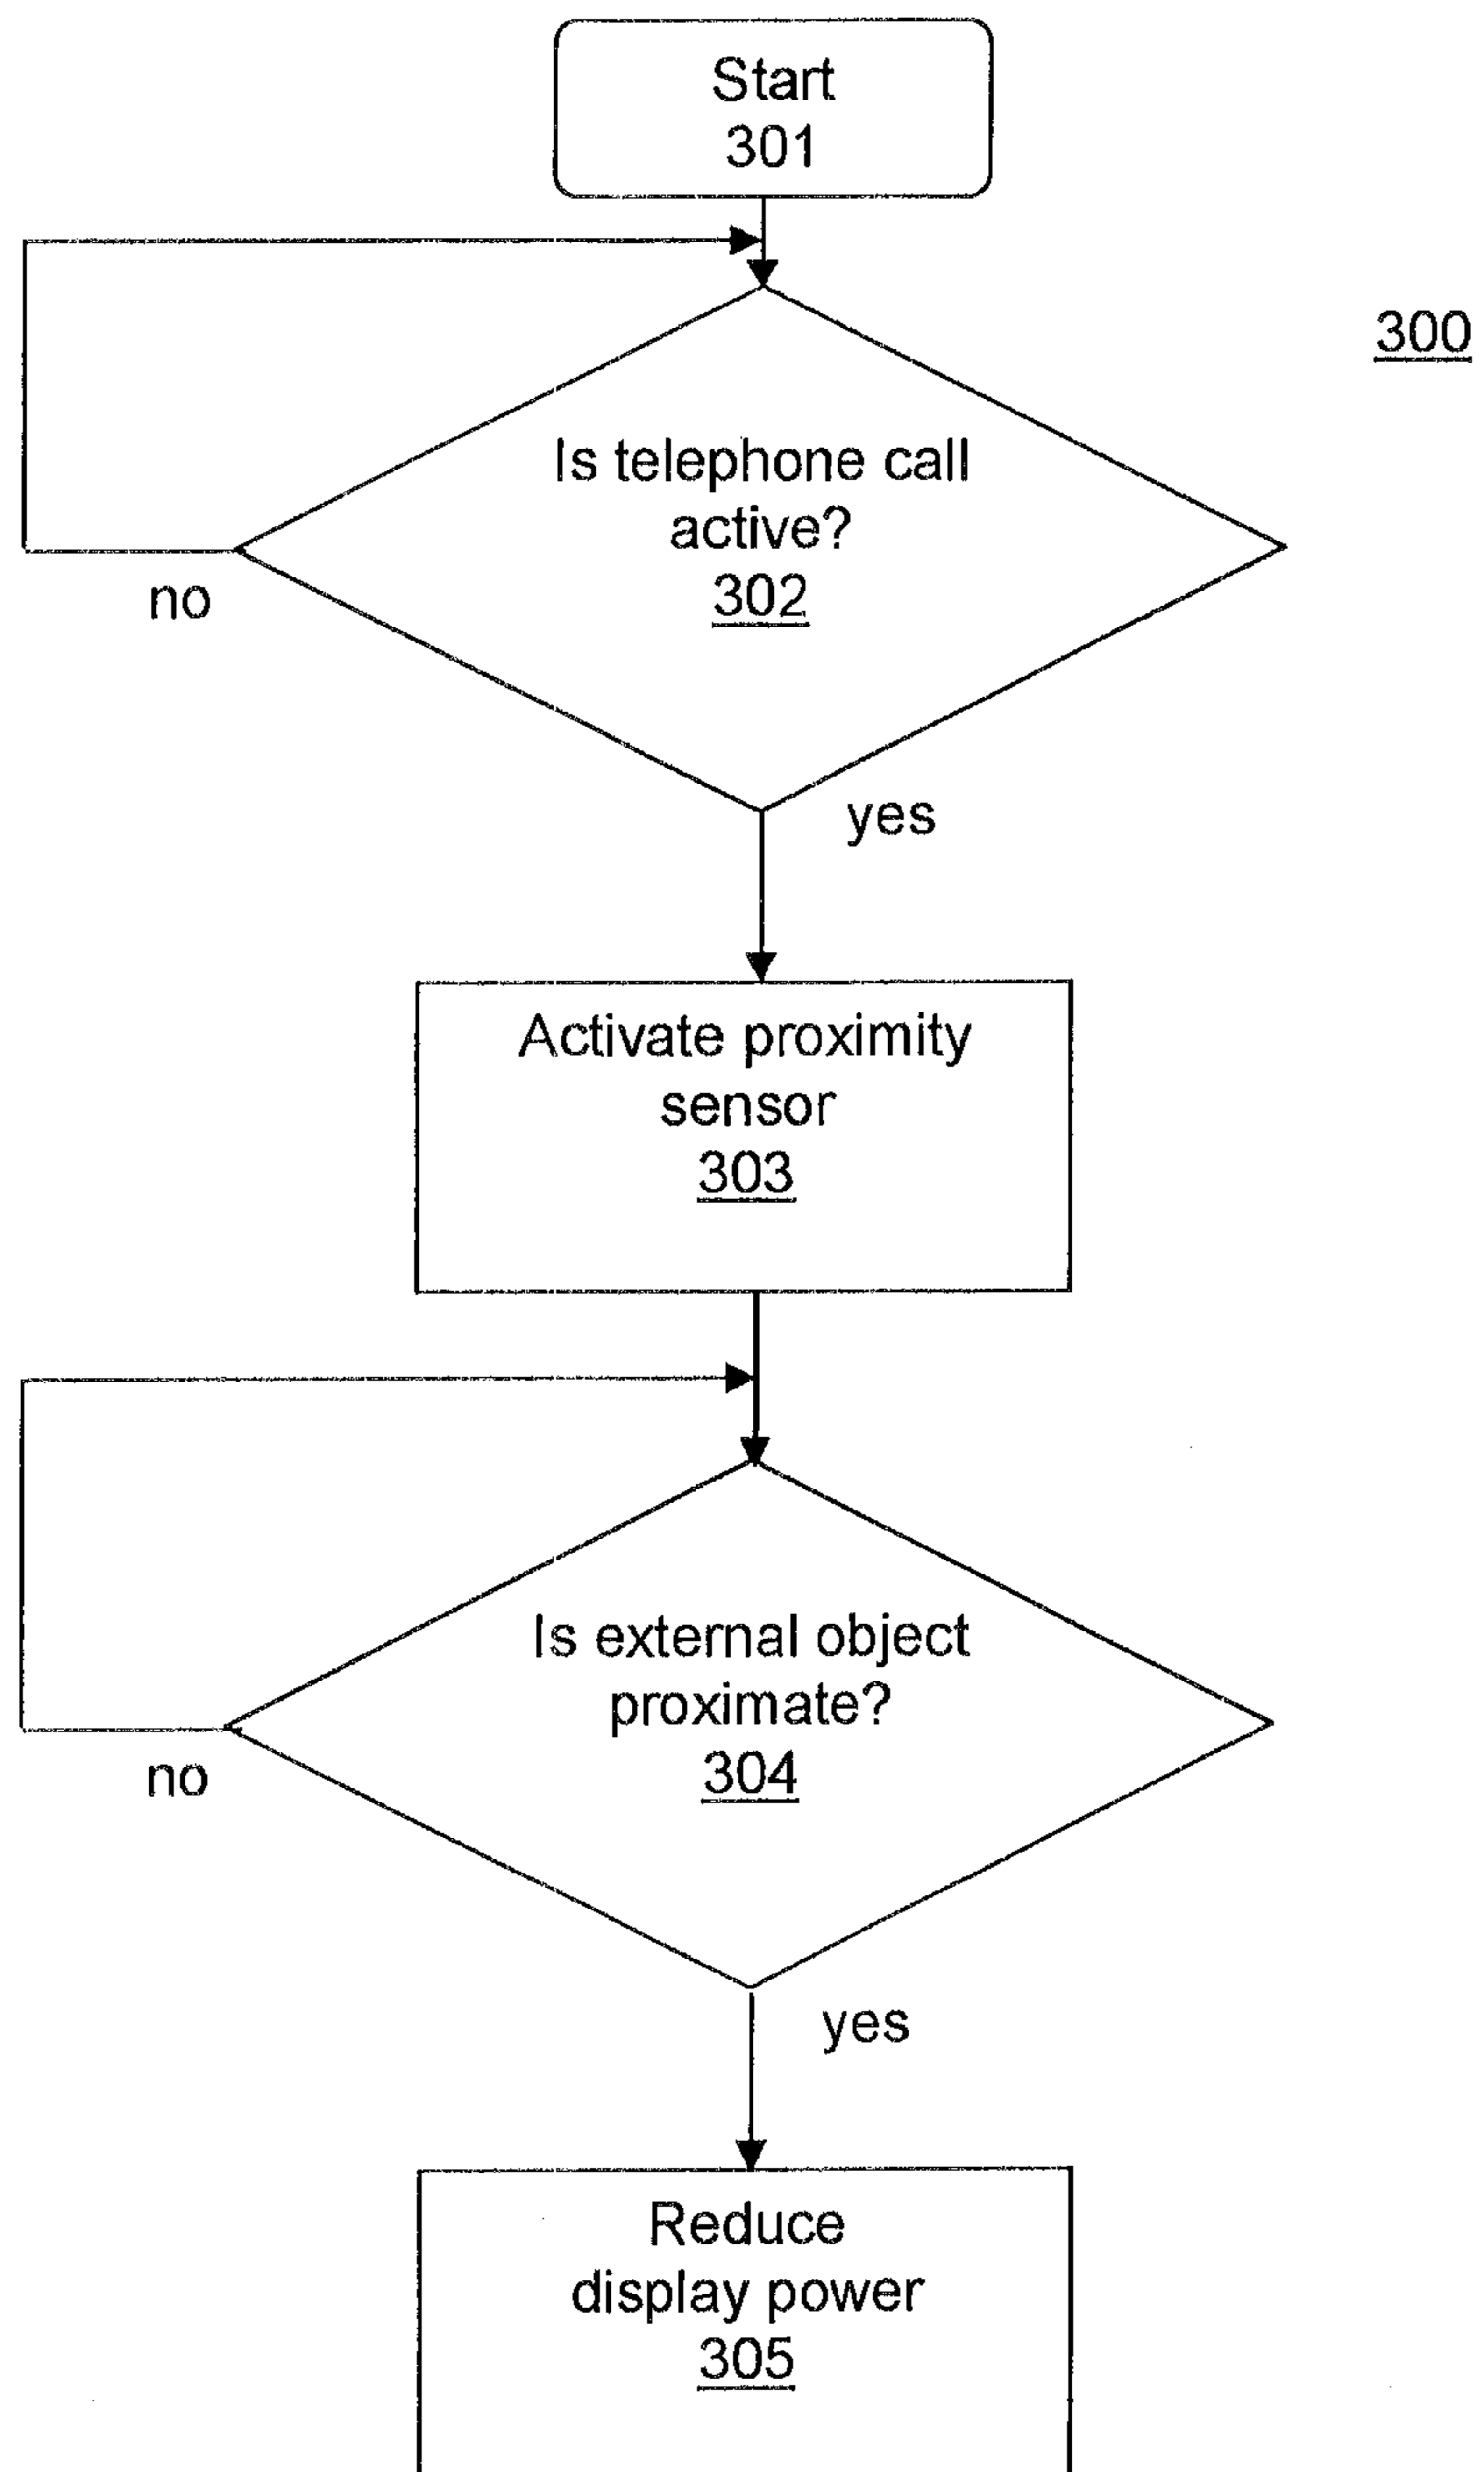 Start
301
300
Is telephone call
active?
302
no
yes
Activate proximity
sensor
303
Is external object
proximate?
304
no
yes
Reduce
display power
305